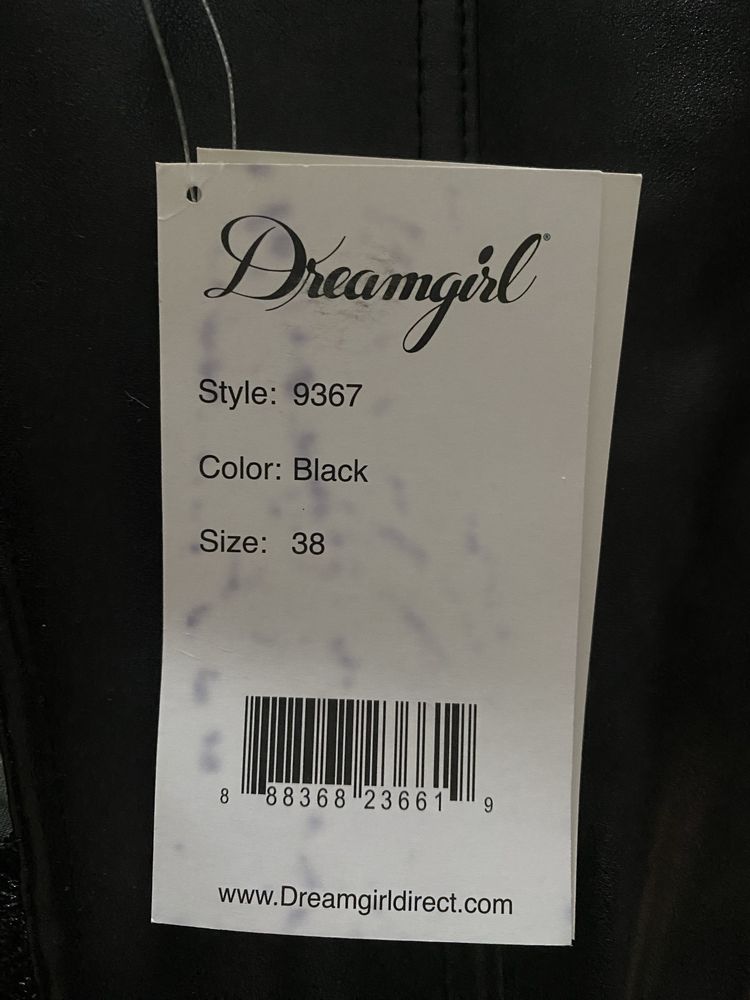 Dreamgirl®
Style: 9367
Color: Black
Size: 38
8 88368 23661 9
www.Dreamgirldirect.com